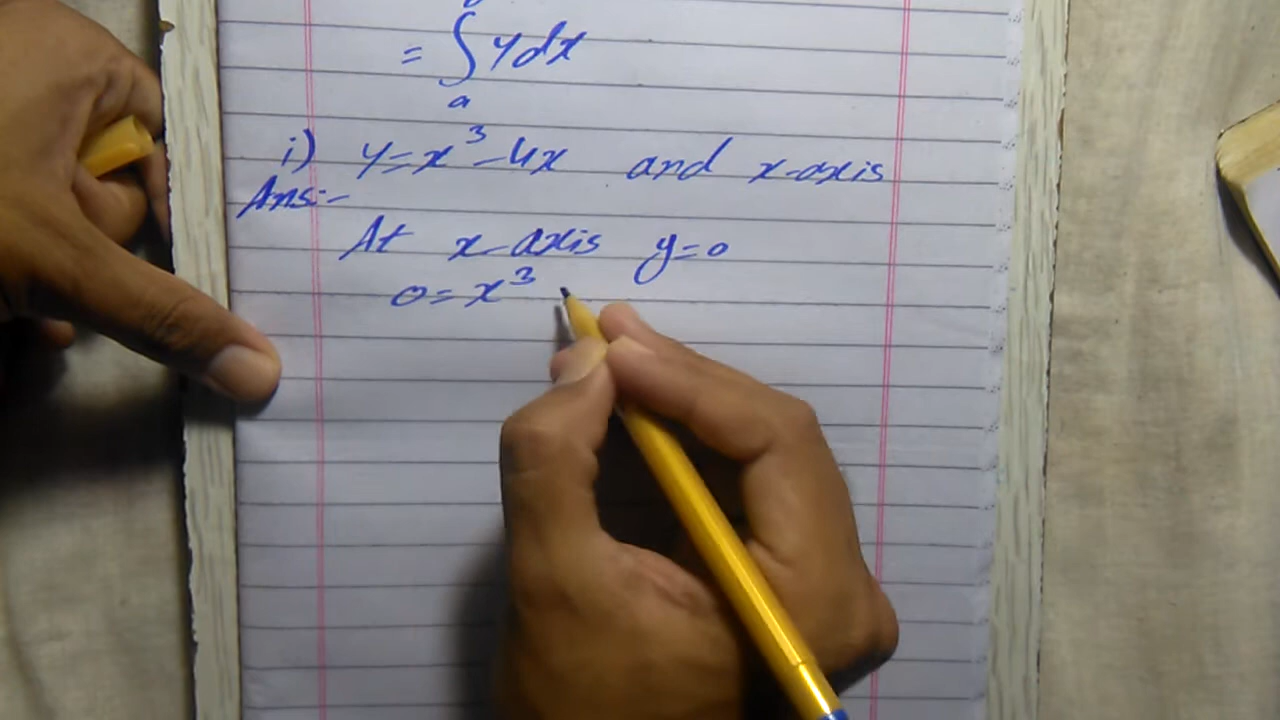 = ∫ₐ y dx
i) y = x³ - 4x and x-axis
Ans:-
At x-axis y=0
0 = x³